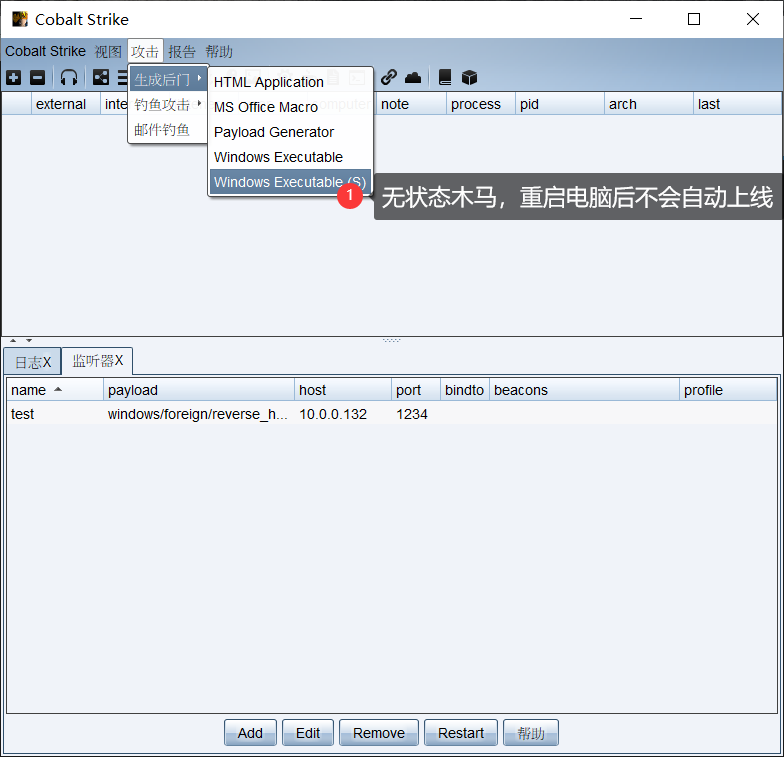 Cobalt Strike
Cobalt Strike 视图 攻击 报告 帮助
生成后门
钓鱼攻击
邮件钓鱼
HTML Application
MS Office Macro
Payload Generator
Windows Executable
Windows Executable (S)
external inte computer note process pid arch last
1 无状态木马，重启电脑后不会自动上线
日志X 监听器X
name payload host port bindto beacons profile
test windows/foreign/reverse_h... 10.0.0.132 1234
Add Edit Remove Restart 帮助